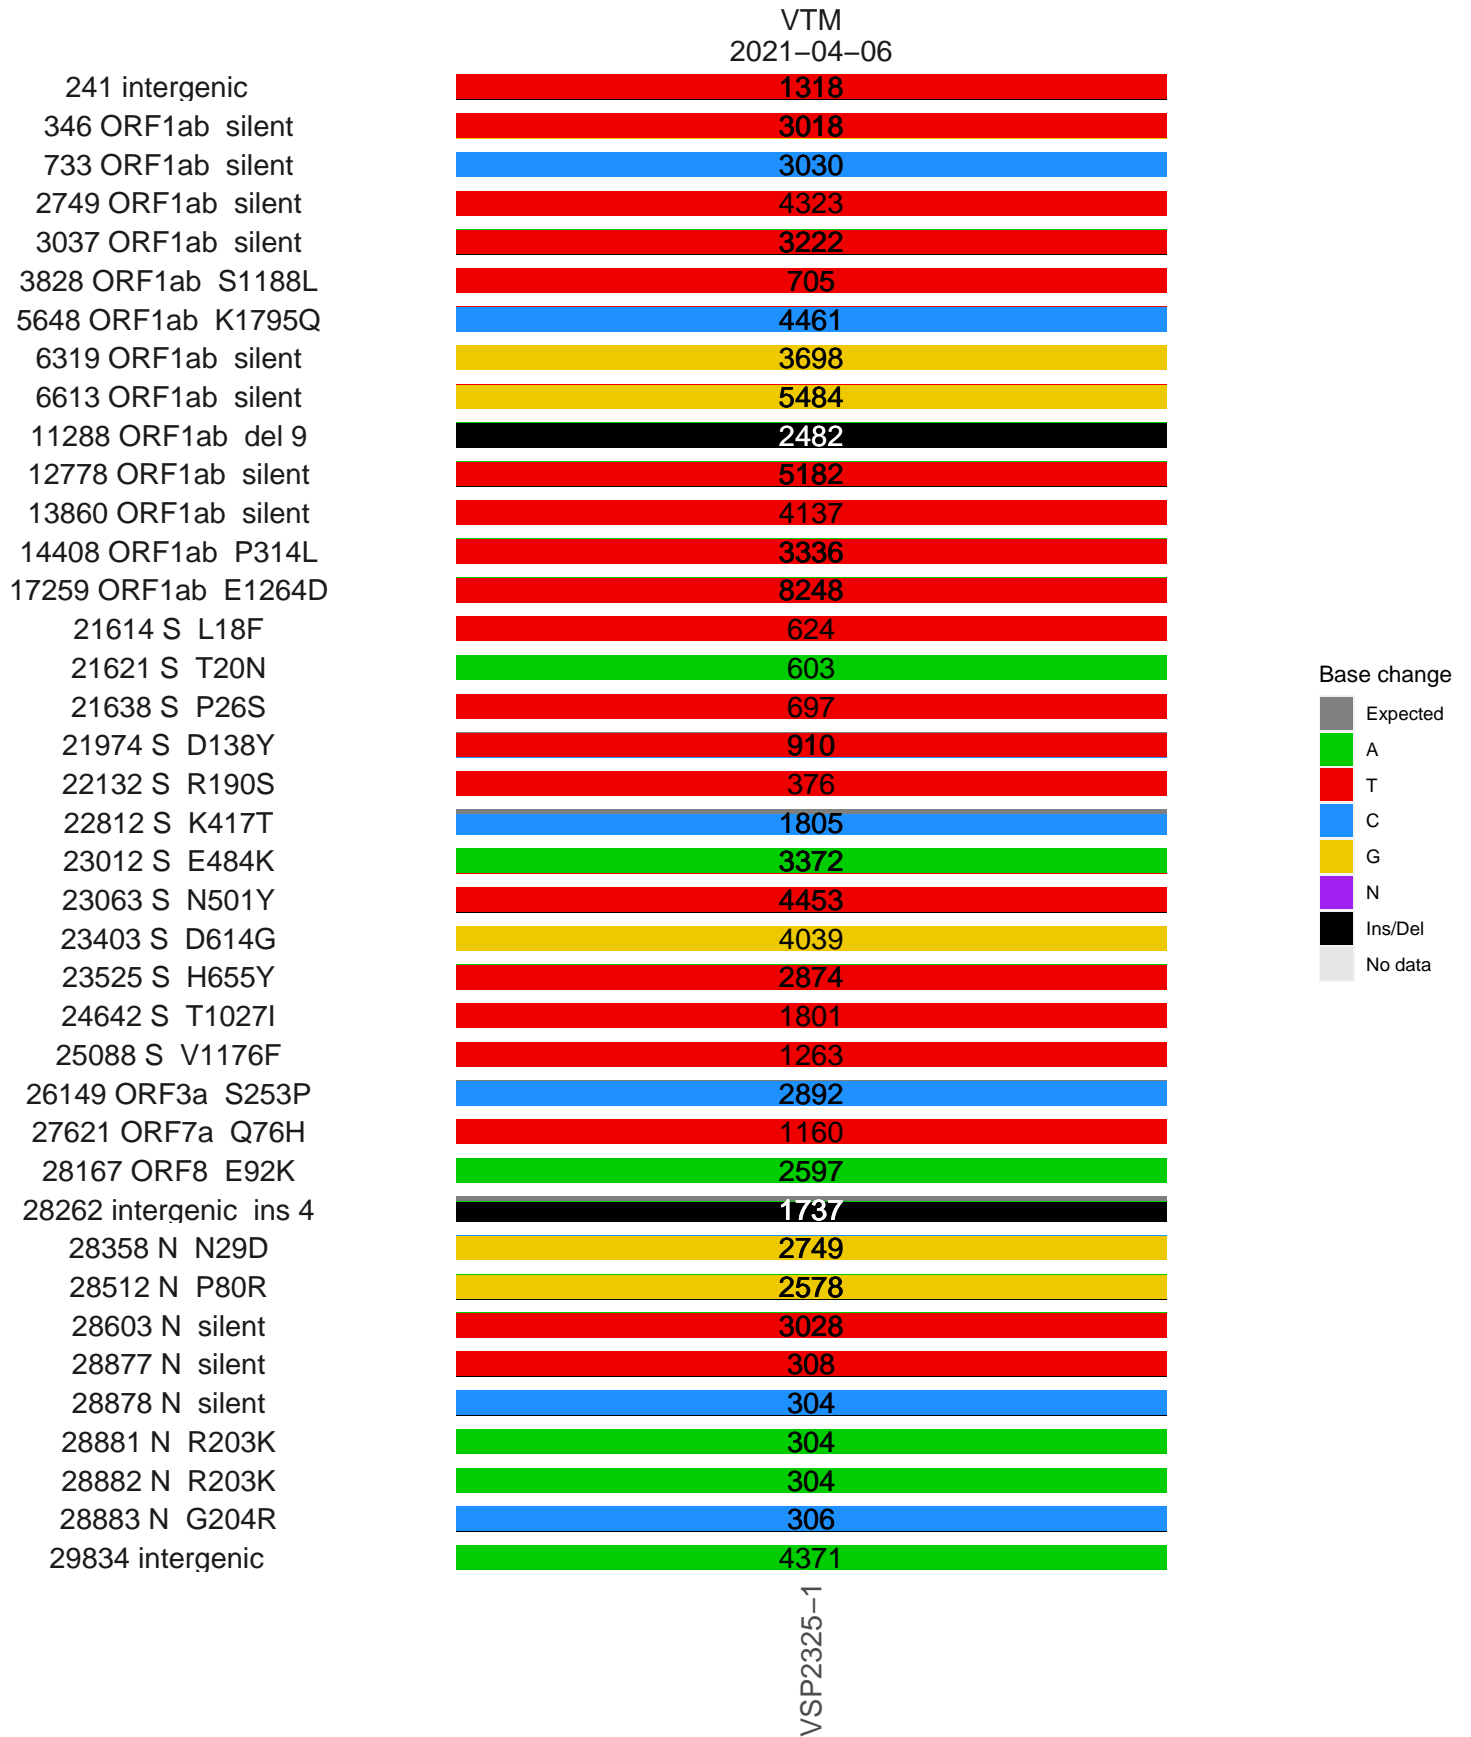 VTM
2021−04−06
241 intergenic 1318
346 ORF1ab silent 3018
733 ORF1ab silent 3030
2749 ORF1ab silent 4323
3037 ORF1ab silent 3222
3828 ORF1ab S1188L 705
5648 ORF1ab K1795Q 4461
6319 ORF1ab silent 3698
6613 ORF1ab silent 5484
11288 ORF1ab del 9 2482
12778 ORF1ab silent 5182
13860 ORF1ab silent 4137
14408 ORF1ab P314L 3336
17259 ORF1ab E1264D 8248
21614 S L18F 624
21621 S T20N 603
21638 S P26S 697
21974 S D138Y 910
22132 S R190S 376
22812 S K417T 1805
23012 S E484K 3372
23063 S N501Y 4453
23403 S D614G 4039
23525 S H655Y 2874
24642 S T1027I 1801
25088 S V1176F 1263
26149 ORF3a S253P 2892
27621 ORF7a Q76H 1160
28167 ORF8 E92K 2597
28262 intergenic ins 4 1737
28358 N N29D 2749
28512 N P80R 2578
28603 N silent 3028
28877 N silent 308
28878 N silent 304
28881 N R203K 304
28882 N R203K 304
28883 N G204R 306
29834 intergenic 4371
VSP2325−1
Base change
Expected
A
T
C
G
N
Ins/Del
No data